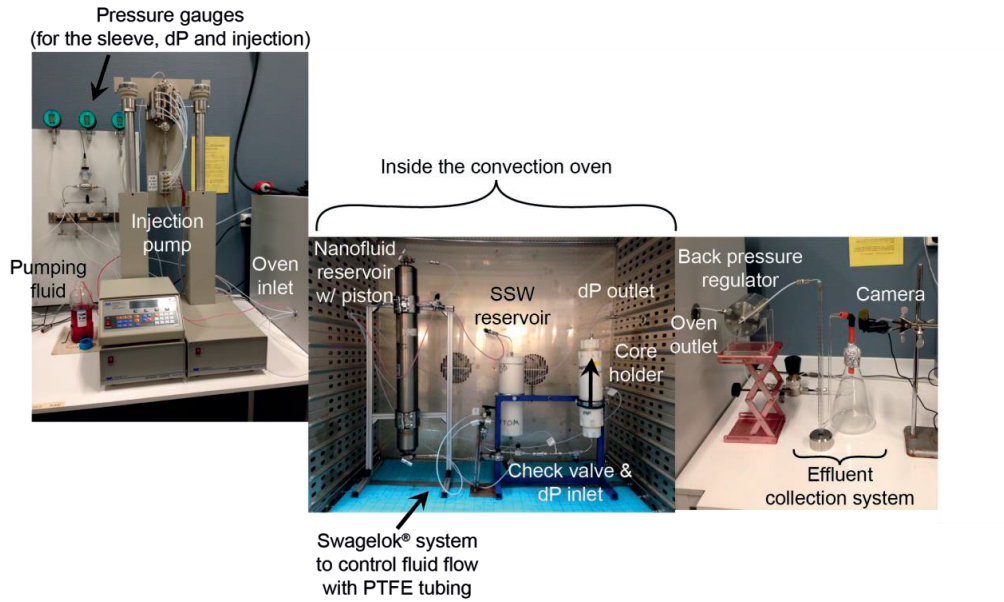 Pressure gauges
(for the sleeve, dP and injection)
Inside the convection oven
Injection
pump
Pumping
fluid
Oven
inlet
Nanofluid
reservoir
w/ piston
SSW
reservoir
dP outlet
Core
holder
Check valve &
dP inlet
Back pressure
regulator
Camera
Oven
outlet
Effluent
collection system
Swagelok® system
to control fluid flow
with PTFE tubing